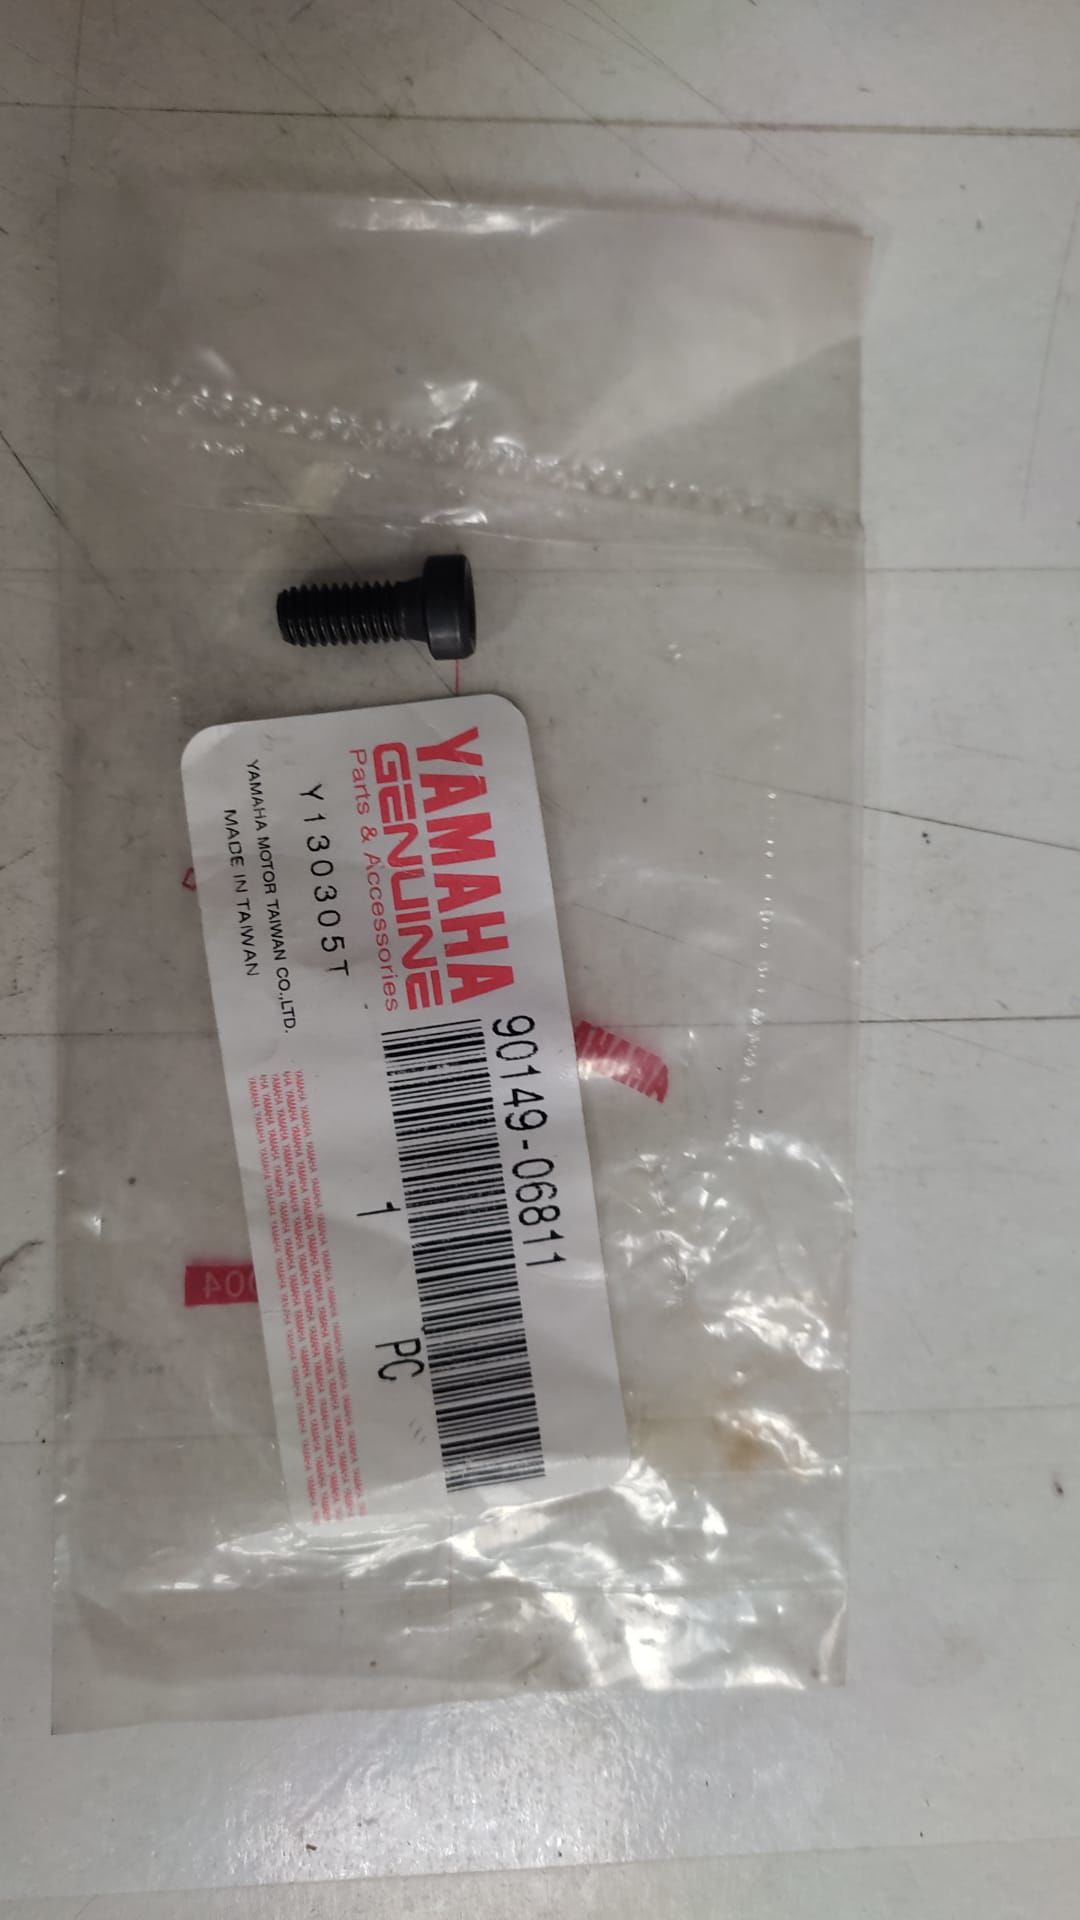 YAMAHA
GENUINE
Parts & Accessories
90149-06811
1 PC
Y130305T
YAMAHA MOTOR TAIWAN CO.,LTD.
MADE IN TAIWAN
YAMAHA